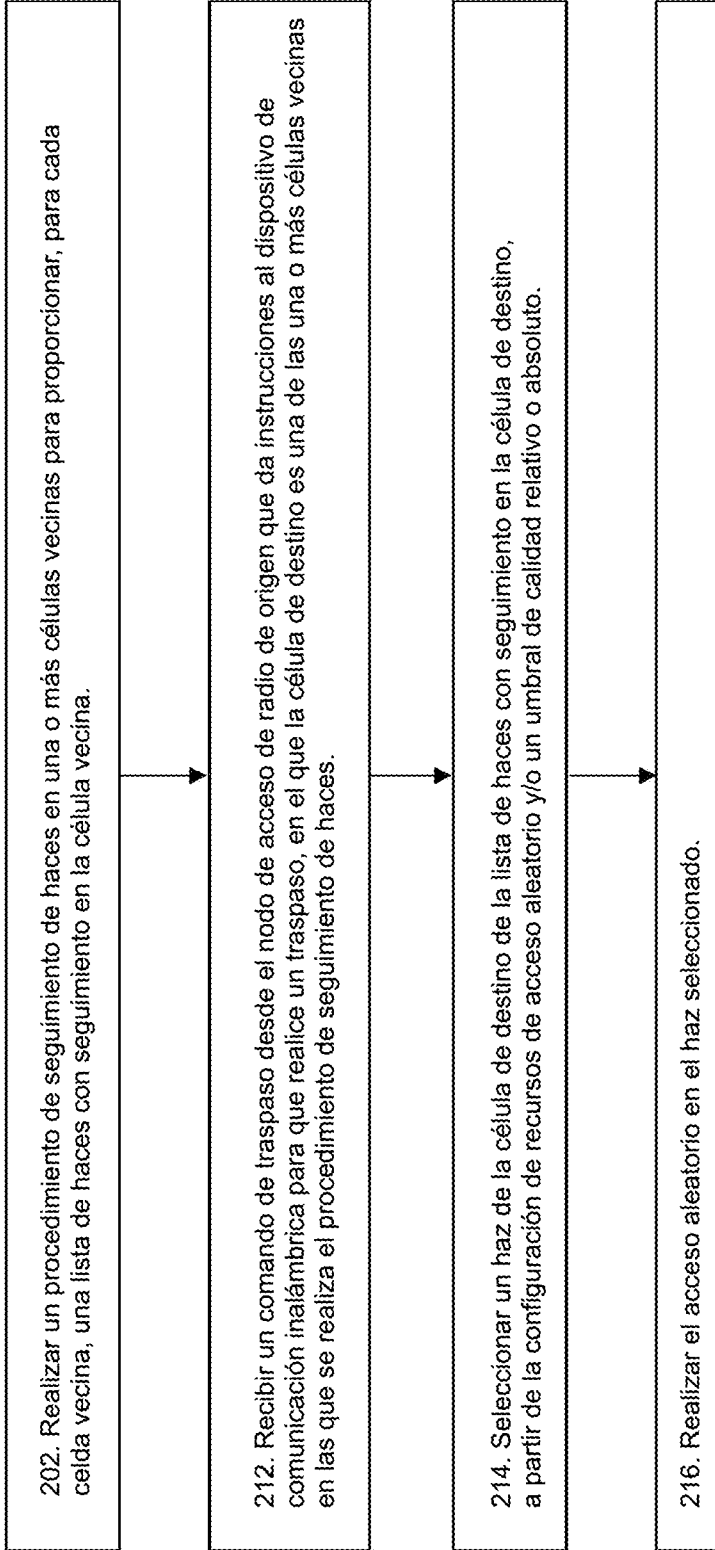 202. Realizar un procedimiento de seguimiento de haces en una o más células vecinas para proporcionar, para cada
celda vecina, una lista de haces con seguimiento en la célula vecina.
212. Recibir un comando de traspaso desde el nodo de acceso de radio de origen que da instrucciones al dispositivo de
comunicación inalámbrica para que realice un traspaso, en el que la célula de destino es una de las una o más células vecinas
en las que se realiza el procedimiento de seguimiento de haces.
214. Seleccionar un haz de la célula de destino de la lista de haces con seguimiento en la célula de destino,
a partir de la configuración de recursos de acceso aleatorio y/o un umbral de calidad relativo o absoluto.
216. Realizar el acceso aleatorio en el haz seleccionado.